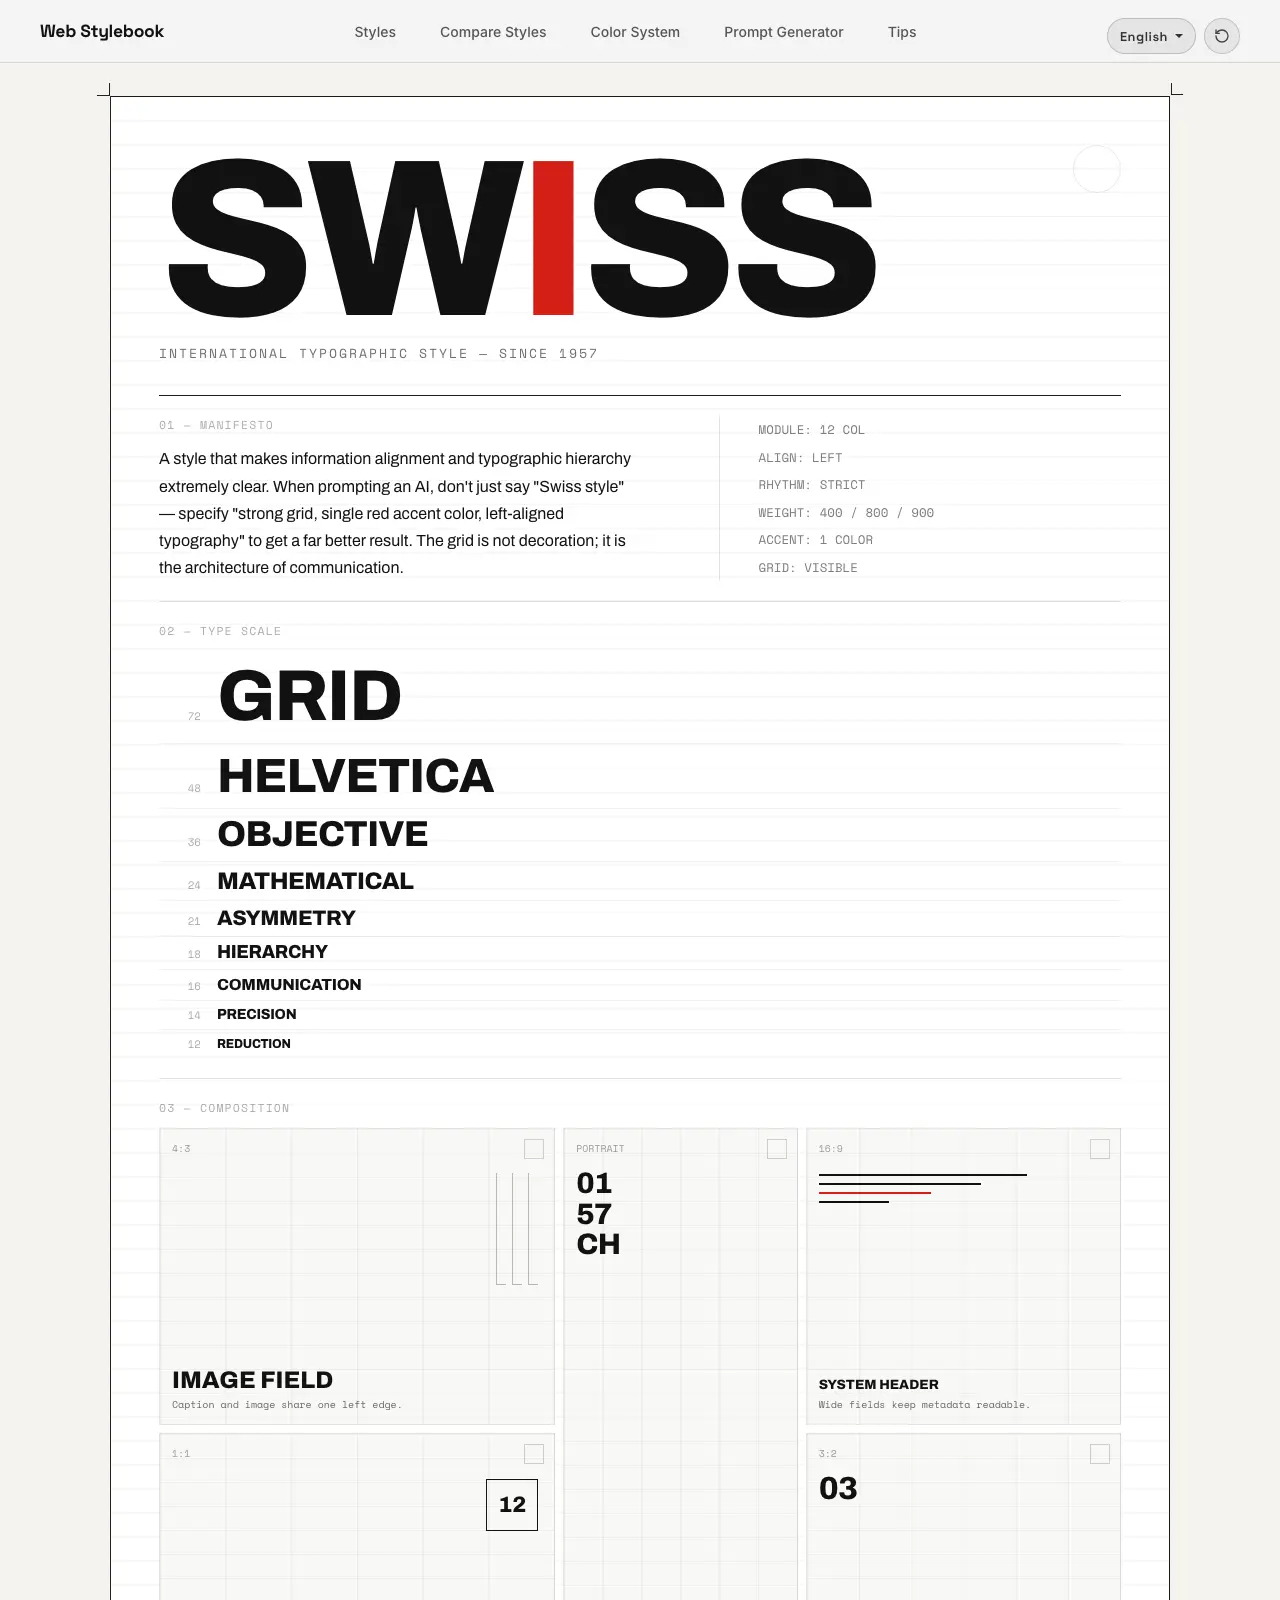 Web Stylebook
Styles
Compare Styles
Color System
Prompt Generator
Tips
English
SWISS
INTERNATIONAL TYPOGRAPHIC STYLE — SINCE 1957
01 — MANIFESTO
A style that makes information alignment and typographic hierarchy
extremely clear. When prompting an AI, don't just say "Swiss style"
— specify "strong grid, single red accent color, left-aligned
typography" to get a far better result. The grid is not decoration; it is
the architecture of communication.
MODULE: 12 COL
ALIGN: LEFT
RHYTHM: STRICT
WEIGHT: 400 / 800 / 900
ACCENT: 1 COLOR
GRID: VISIBLE
02 — TYPE SCALE
72 GRID
48 HELVETICA
36 OBJECTIVE
24 MATHEMATICAL
21 ASYMMETRY
18 HIERARCHY
16 COMMUNICATION
14 PRECISION
12 REDUCTION
03 — COMPOSITION
4:3
IMAGE FIELD
Caption and image share one left edge.
PORTRAIT
01
57
CH
16:9
SYSTEM HEADER
Wide fields keep metadata readable.
1:1
12
3:2
03